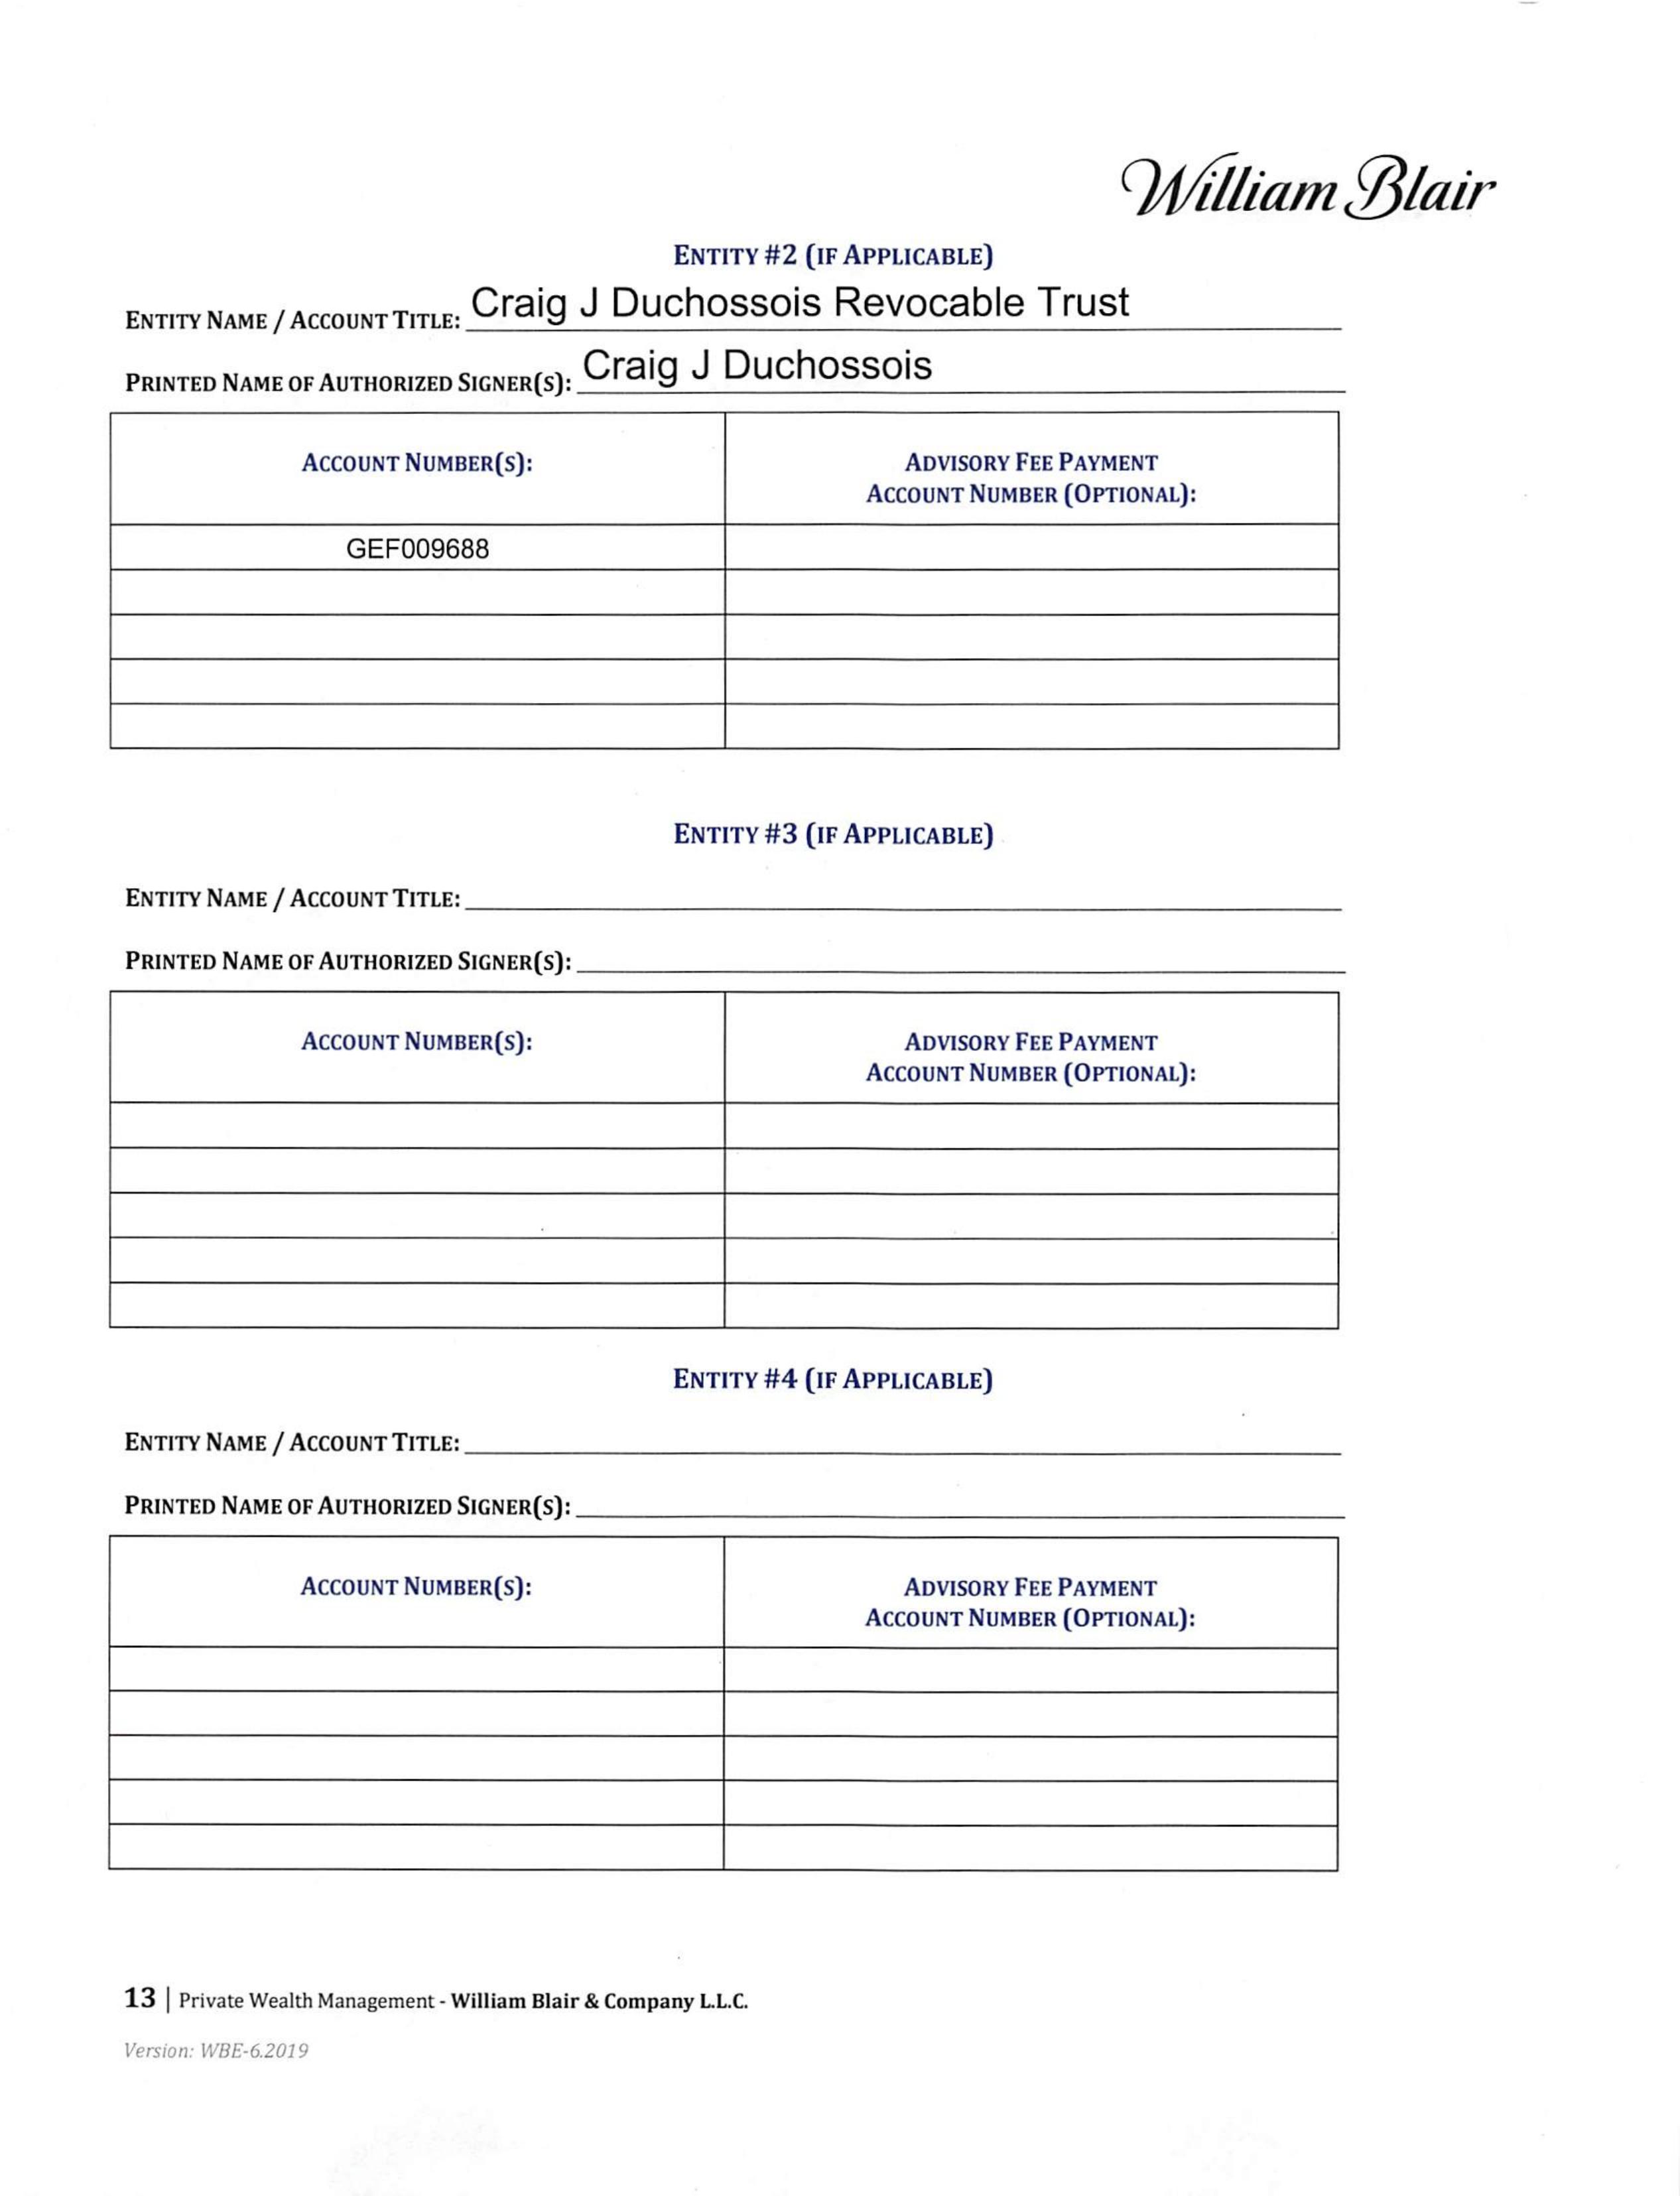 William Blair
ENTITY #2 (IF APPLICABLE)
ENTITY NAME / ACCOUNT TITLE: Craig J Duchossois Revocable Trust
PRINTED NAME OF AUTHORIZED SIGNER(S): Craig J Duchossois
ACCOUNT NUMBER(S):
ADVISORY FEE PAYMENT
ACCOUNT NUMBER (OPTIONAL):
GEF009688
ENTITY #3 (IF APPLICABLE)
ENTITY NAME / ACCOUNT TITLE:
PRINTED NAME OF AUTHORIZED SIGNER(S):
ACCOUNT NUMBER(S):
ADVISORY FEE PAYMENT
ACCOUNT NUMBER (OPTIONAL):
ENTITY #4 (IF APPLICABLE)
ENTITY NAME / ACCOUNT TITLE:
PRINTED NAME OF AUTHORIZED SIGNER(S):
ACCOUNT NUMBER(S):
ADVISORY FEE PAYMENT
ACCOUNT NUMBER (OPTIONAL):
13 | Private Wealth Management - William Blair & Company L.L.C.
Version: WBE-6.2019